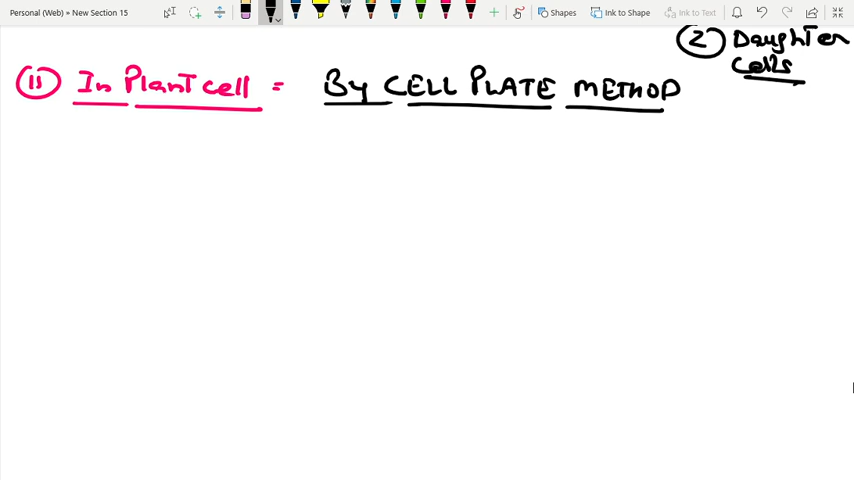 Personal (Web) » New Section 15
Shapes
Ink to Shape
Ink to Text
(2) Daughter
Cells
(ii) In Plant cell = By CELL PLATE METHOD